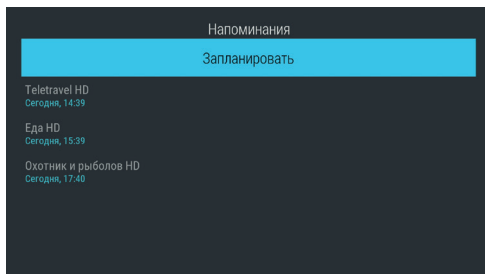 Напоминания
Запланировать
Teletravel HD
Сегодня, 14:39
Еда HD
Сегодня, 15:39
Охотник и рыболов HD
Сегодня, 17:40